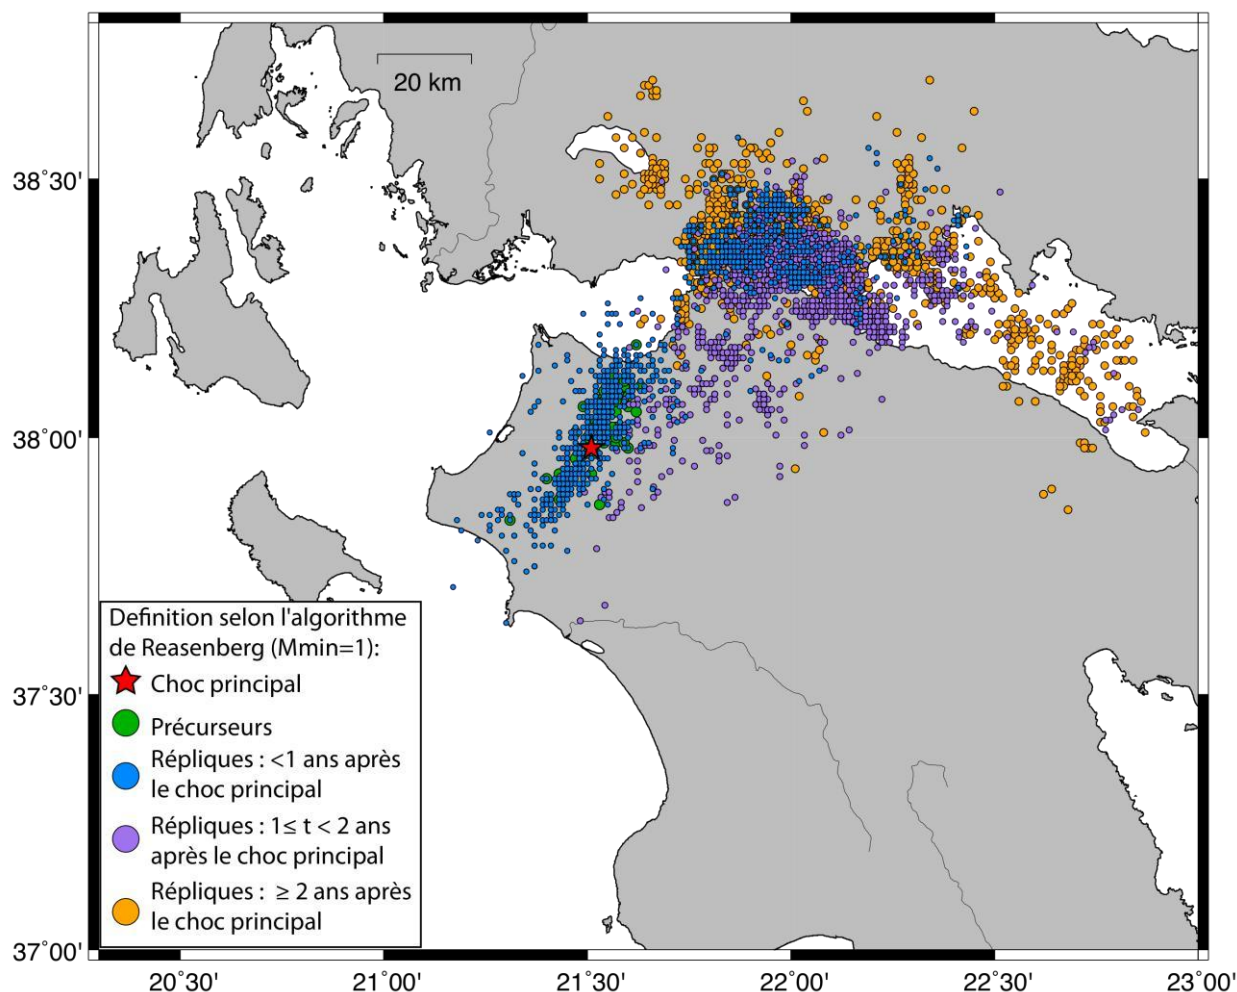 20 km
38°30'
38°00'
37°30'
37°00'
Definition selon l'algorithme
de Reasenberg (Mmin=1):
Choc principal
Précurseurs
Répliques : <1 ans après
le choc principal
Répliques : 1≤ t < 2 ans
après le choc principal
Répliques : ≥ 2 ans après
le choc principal
20°30' 21°00' 21°30' 22°00' 22°30' 23°00'